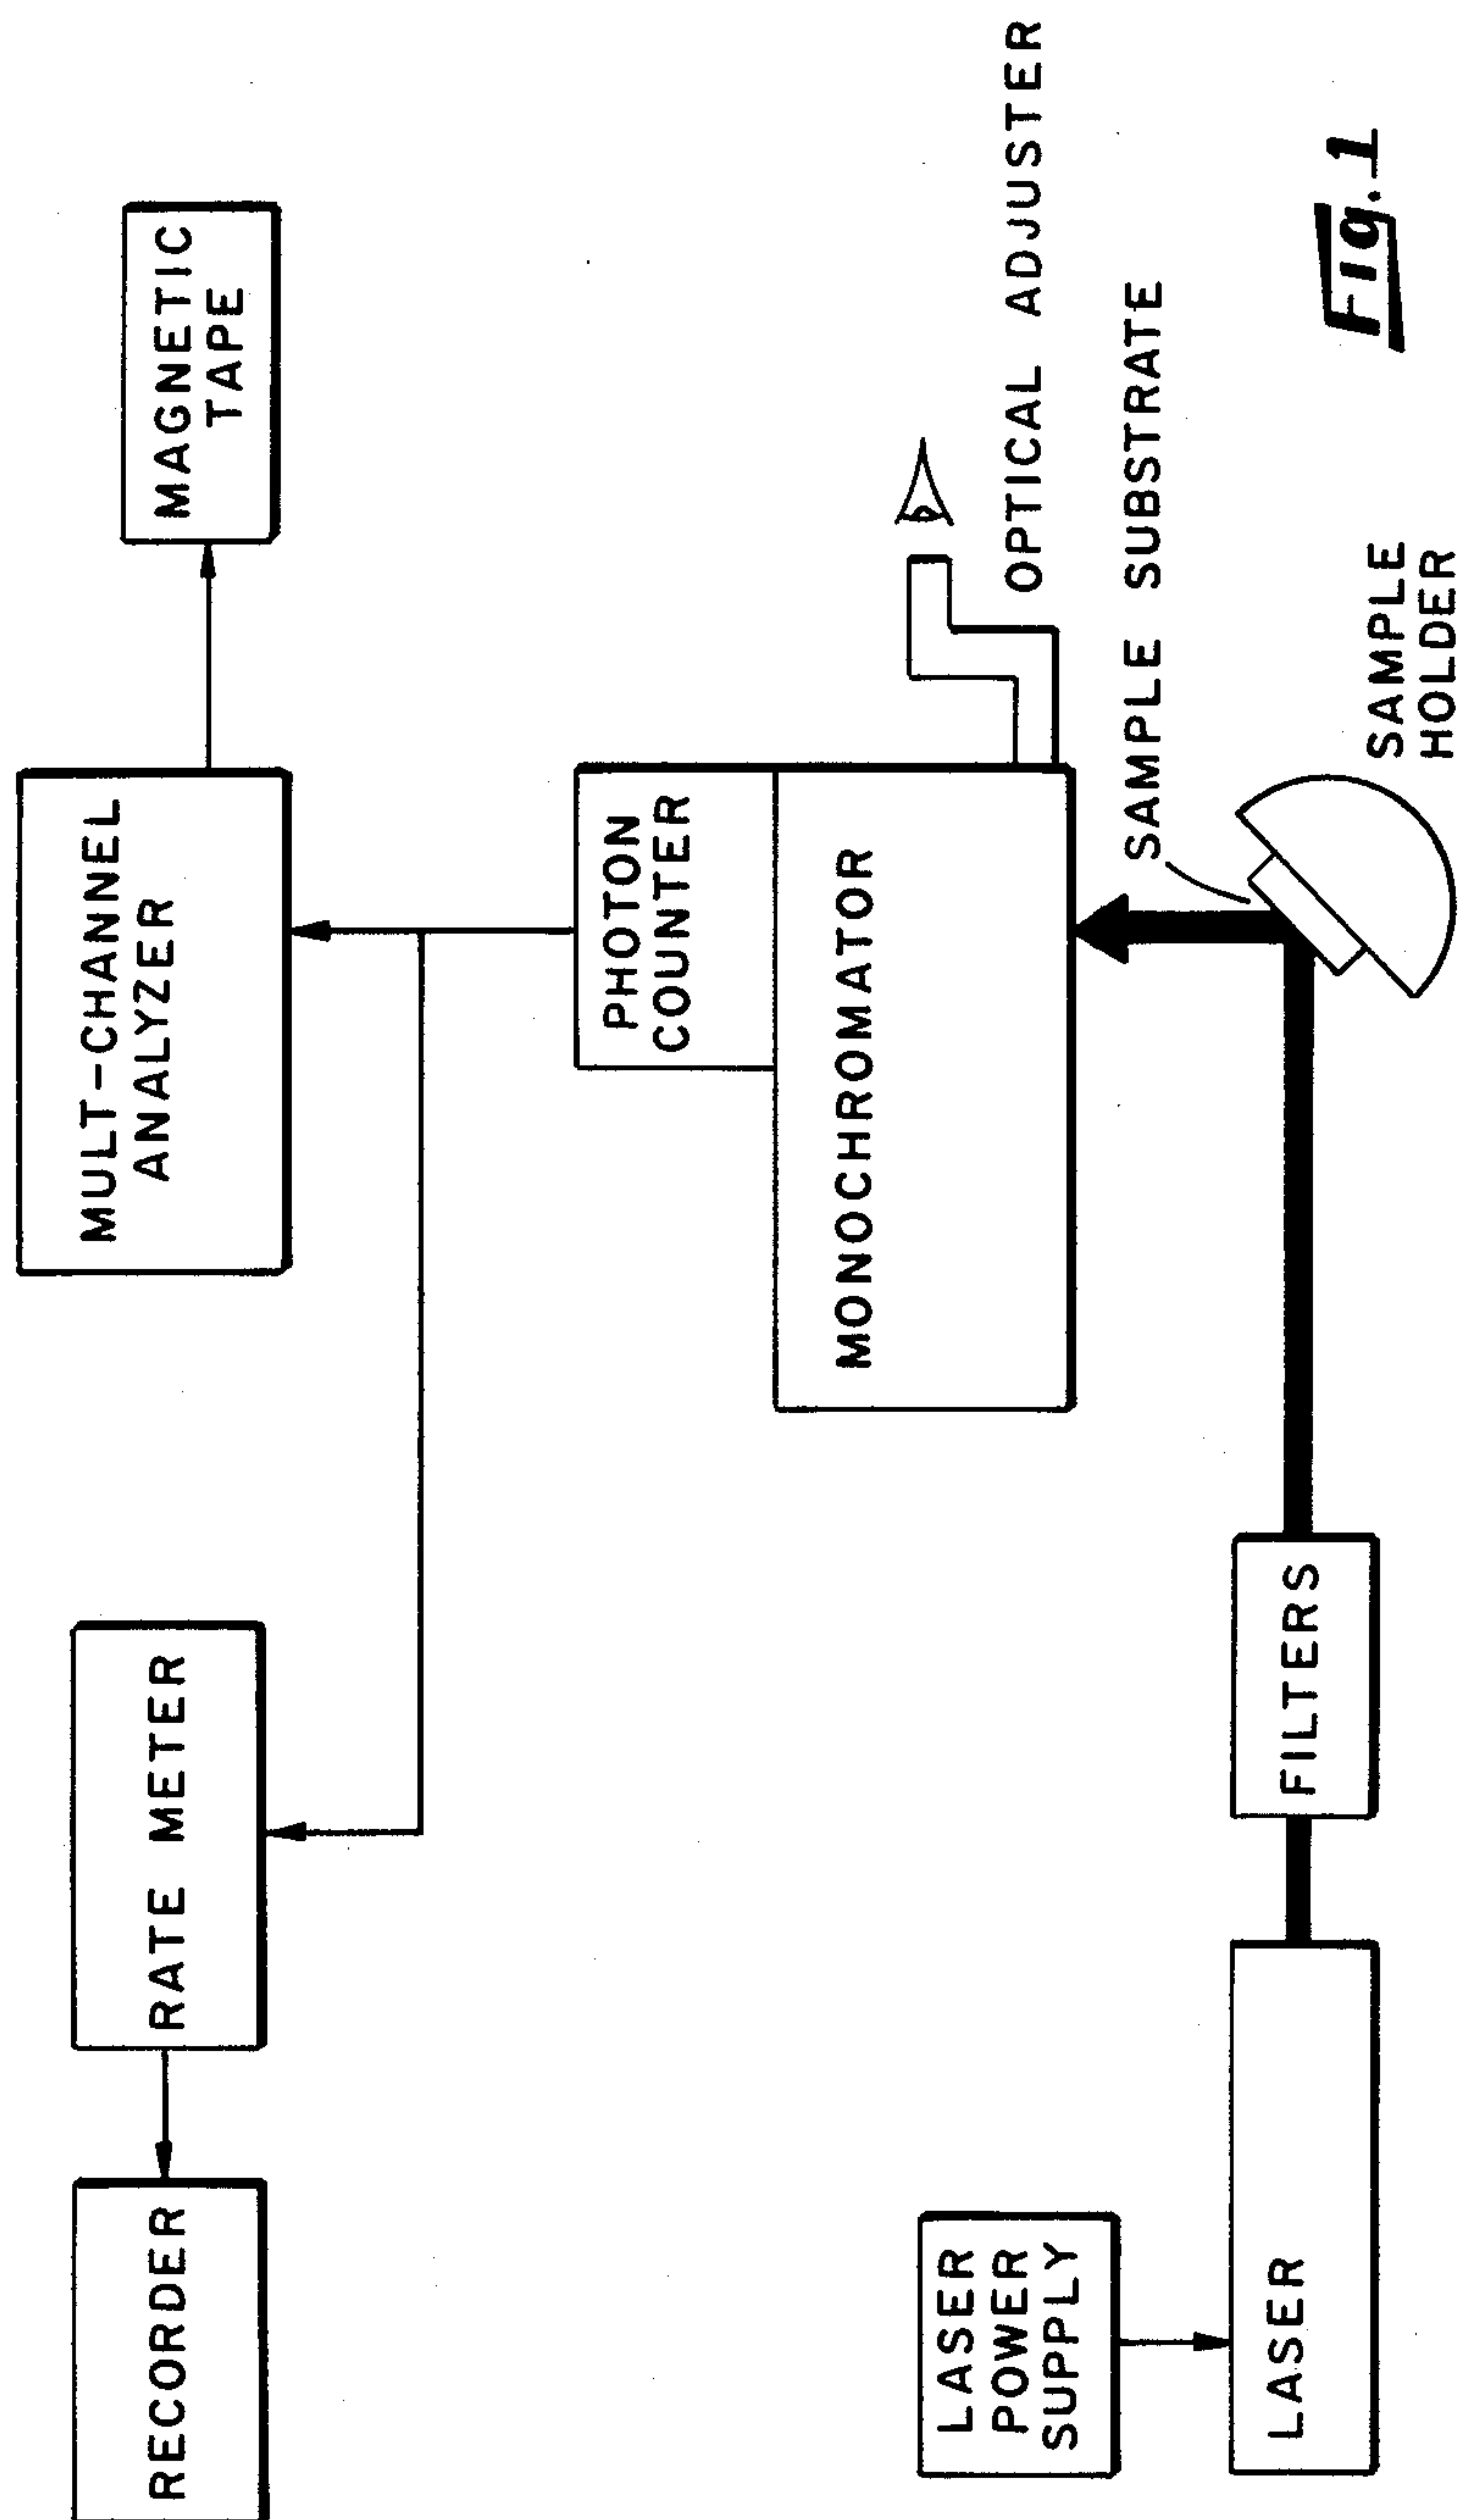 RECORDER
RATE METER
MULT-CHANNEL
ANALYZER
MAGNETIC
TAPE
PHOTON
COUNTER
MONOCHROMATOR
OPTICAL ADJUSTER
SAMPLE SUBSTRATE
LASER
POWER
SUPPLY
LASER
FILTERS
SAMPLE
HOLDER
Fig. 1